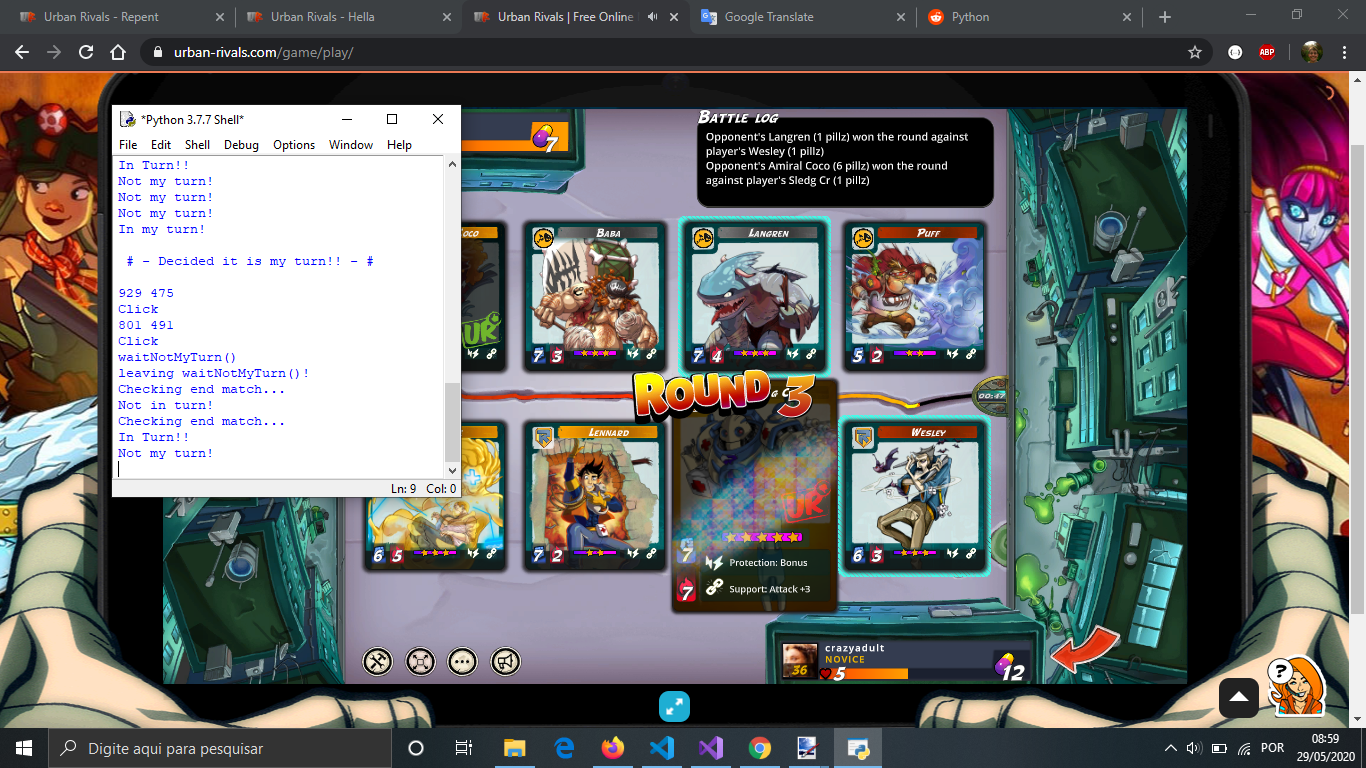 Urban Rivals - Repent
Urban Rivals - Hella
Urban Rivals | Free Online
Google Translate
Python
urban-rivals.com/game/play/
ABP
*Python 3.7.7 Shell*
File Edit Shell Debug Options Window Help
In Turn!!
Not my turn!
Not my turn!
Not my turn!
In my turn!
# - Decided it is my turn!! - #
929 475
Click
801 491
Click
waitNotMyTurn()
leaving waitNotMyTurn()!
Checking end match...
Not in turn!
Checking end match...
In Turn!!
Not my turn!
Ln: 9 Col: 0
7
Battle log
Opponent's Langren (1 pillz) won the round against
player's Wesley (1 pillz)
Opponent's Amiral Coco (6 pillz) won the round
against player's Sledg Cr (1 pillz)
Baba
7 3
Langren
7 4
Puff
5 2
Round 3
00:47
6 5
Lennard
7 2
7
Protection: Bonus
7
Support: Attack +3
Wesley
6 3
crazyadult
NOVICE
36
5
12
?
Digite aqui para pesquisar
POR
08:59
29/05/2020